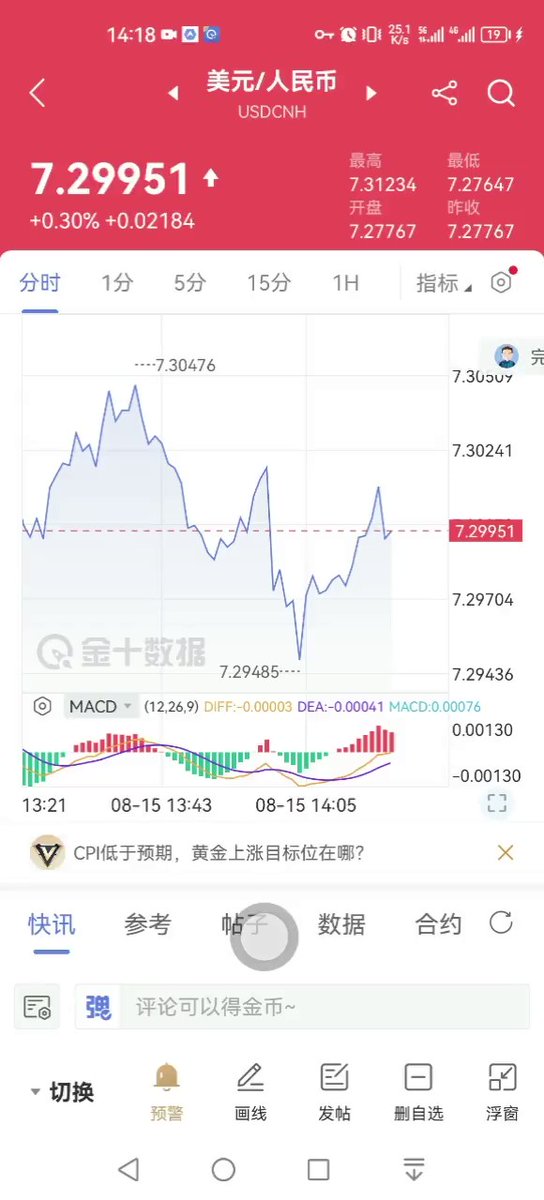 14:18 25.1 K/s 5G 4G 19
美元/人民币
USDCNH
7.29951
+0.30% +0.02184
最高 最低
7.31234 7.27647
开盘 昨收
7.27767 7.27767
分时 1分 5分 15分 1H 指标
7.30476
完
7.30509
7.30241
7.29951
7.29704
金十数据
7.29485
7.29436
MACD (12,26,9) DIFF:-0.00003 DEA:-0.00041 MACD:0.00076
0.00130
-0.00130
13:21 08-15 13:43 08-15 14:05
CPI低于预期，黄金上涨目标位在哪？
快讯 参考 帖子 数据 合约
弹 评论可以得金币~
切换 预警 画线 发帖 删自选 浮窗